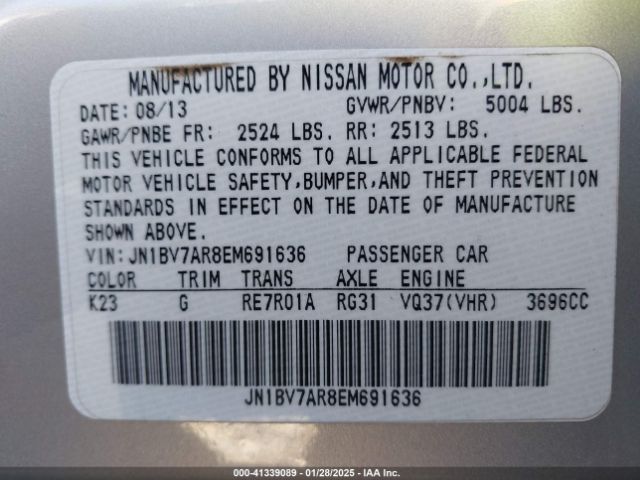 MANUFACTURED BY NISSAN MOTOR CO.,LTD.
DATE: 08/13 GVWR/PNBV: 5004 LBS.
GAWR/PNBE FR: 2524 LBS. RR: 2513 LBS.
THIS VEHICLE CONFORMS TO ALL APPLICABLE FEDERAL
MOTOR VEHICLE SAFETY,BUMPER,AND THEFT PREVENTION
STANDARDS IN EFFECT ON THE DATE OF MANUFACTURE
SHOWN ABOVE.
VIN:JN1BV7AR8EM691636 PASSENGER CAR
COLOR TRIM TRANS AXLE ENGINE
K23 G RE7R01A RG31 VQ37(VHR) 3696CC
JN1BV7AR8EM691636
000-41339089 - 01/28/2025 - IAA Inc.